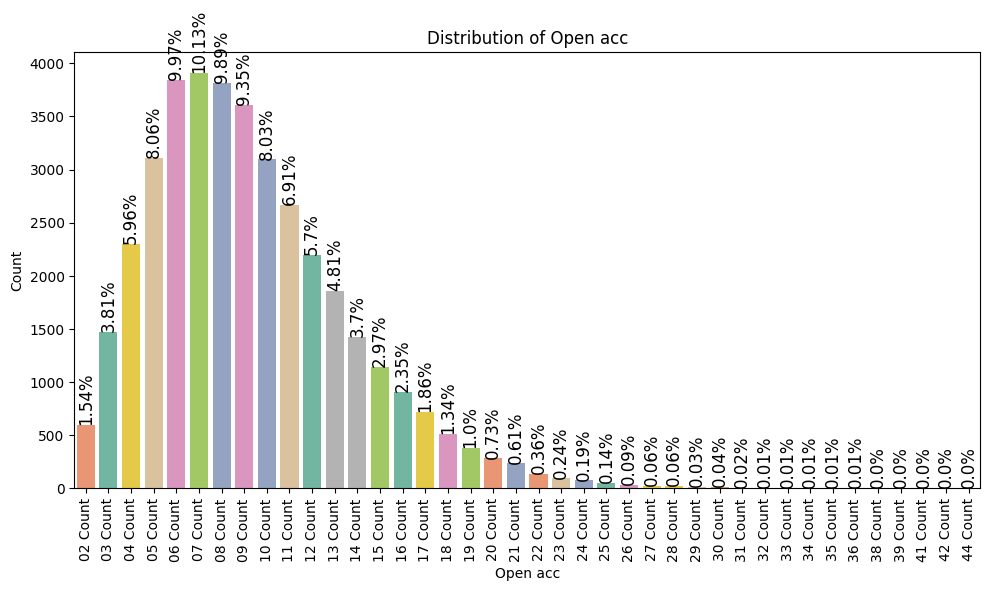 Distribution of Open acc
Count
4000
3500
3000
2500
2000
1500
1000
500
0
1.54%
3.81%
5.96%
8.06%
9.97%
10.13%
9.89%
9.35%
8.03%
6.91%
5.7%
4.81%
3.7%
2.97%
2.35%
1.86%
1.34%
1.0%
0.73%
0.61%
0.36%
0.24%
0.19%
0.14%
0.09%
0.06%
0.06%
0.03%
0.04%
0.02%
0.01%
0.01%
0.01%
0.01%
0.01%
0.0%
0.0%
0.0%
0.0%
0.0%
02 Count
03 Count
04 Count
05 Count
06 Count
07 Count
08 Count
09 Count
10 Count
11 Count
12 Count
13 Count
14 Count
15 Count
16 Count
17 Count
18 Count
19 Count
20 Count
21 Count
22 Count
23 Count
24 Count
25 Count
26 Count
27 Count
28 Count
29 Count
30 Count
31 Count
32 Count
33 Count
34 Count
35 Count
36 Count
38 Count
39 Count
41 Count
42 Count
44 Count
Open acc